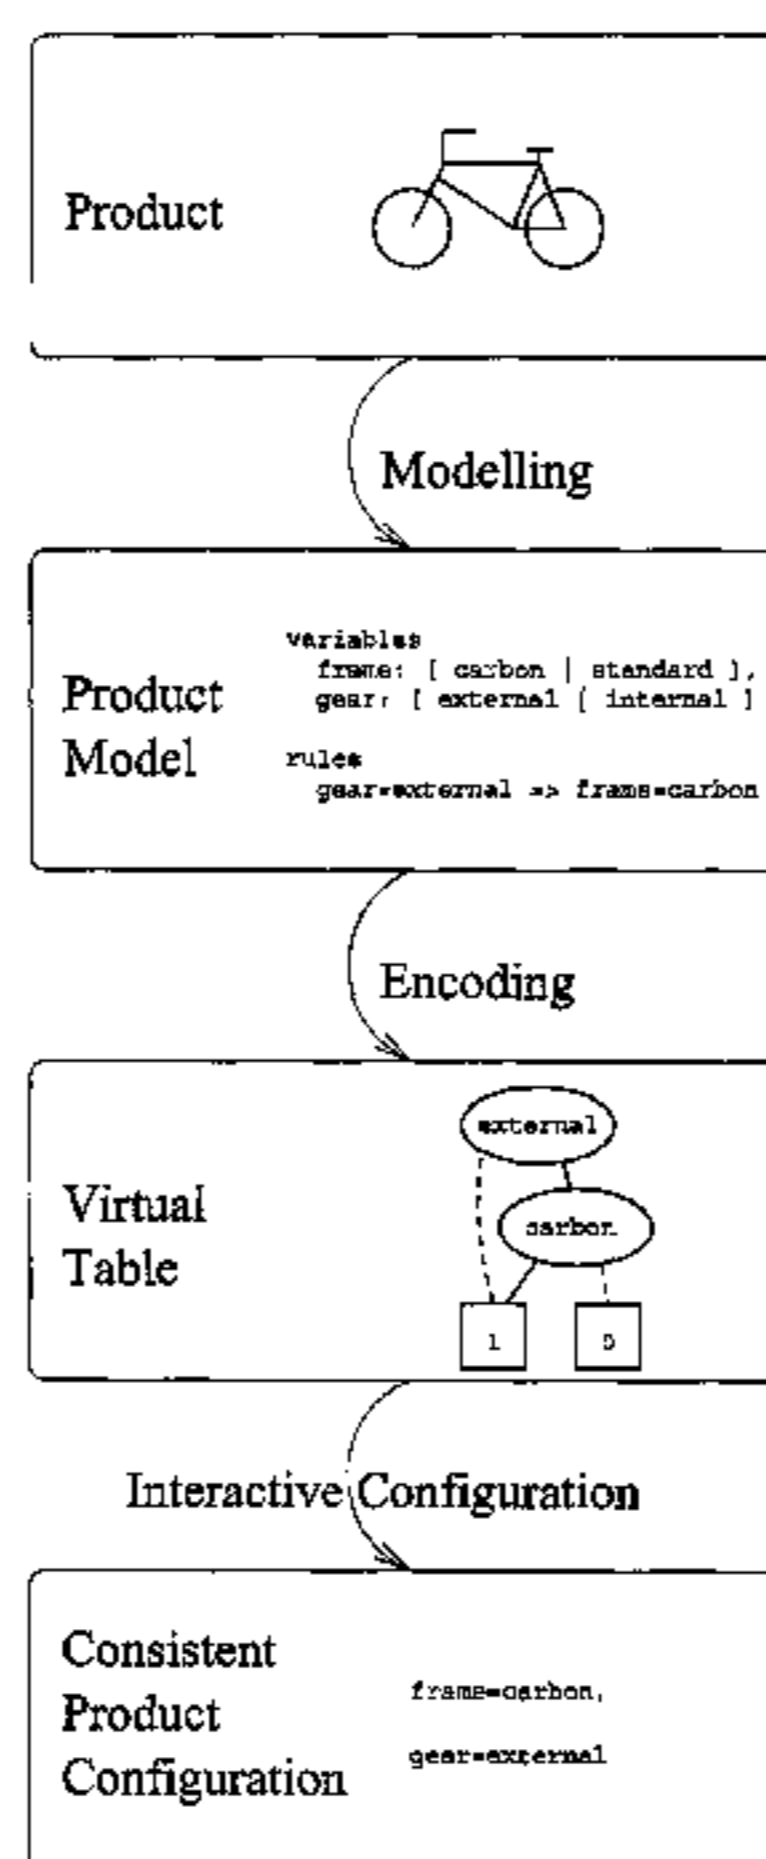 Product
Modelling
Product
Model
variables
frame: [ carbon | standard ],
gear: [ external | internal ]
rules
gear=external => frame=carbon
Encoding
Virtual
Table
external
carbon
1 0
Interactive Configuration
Consistent
Product
Configuration
frame=carbon,
gear=external